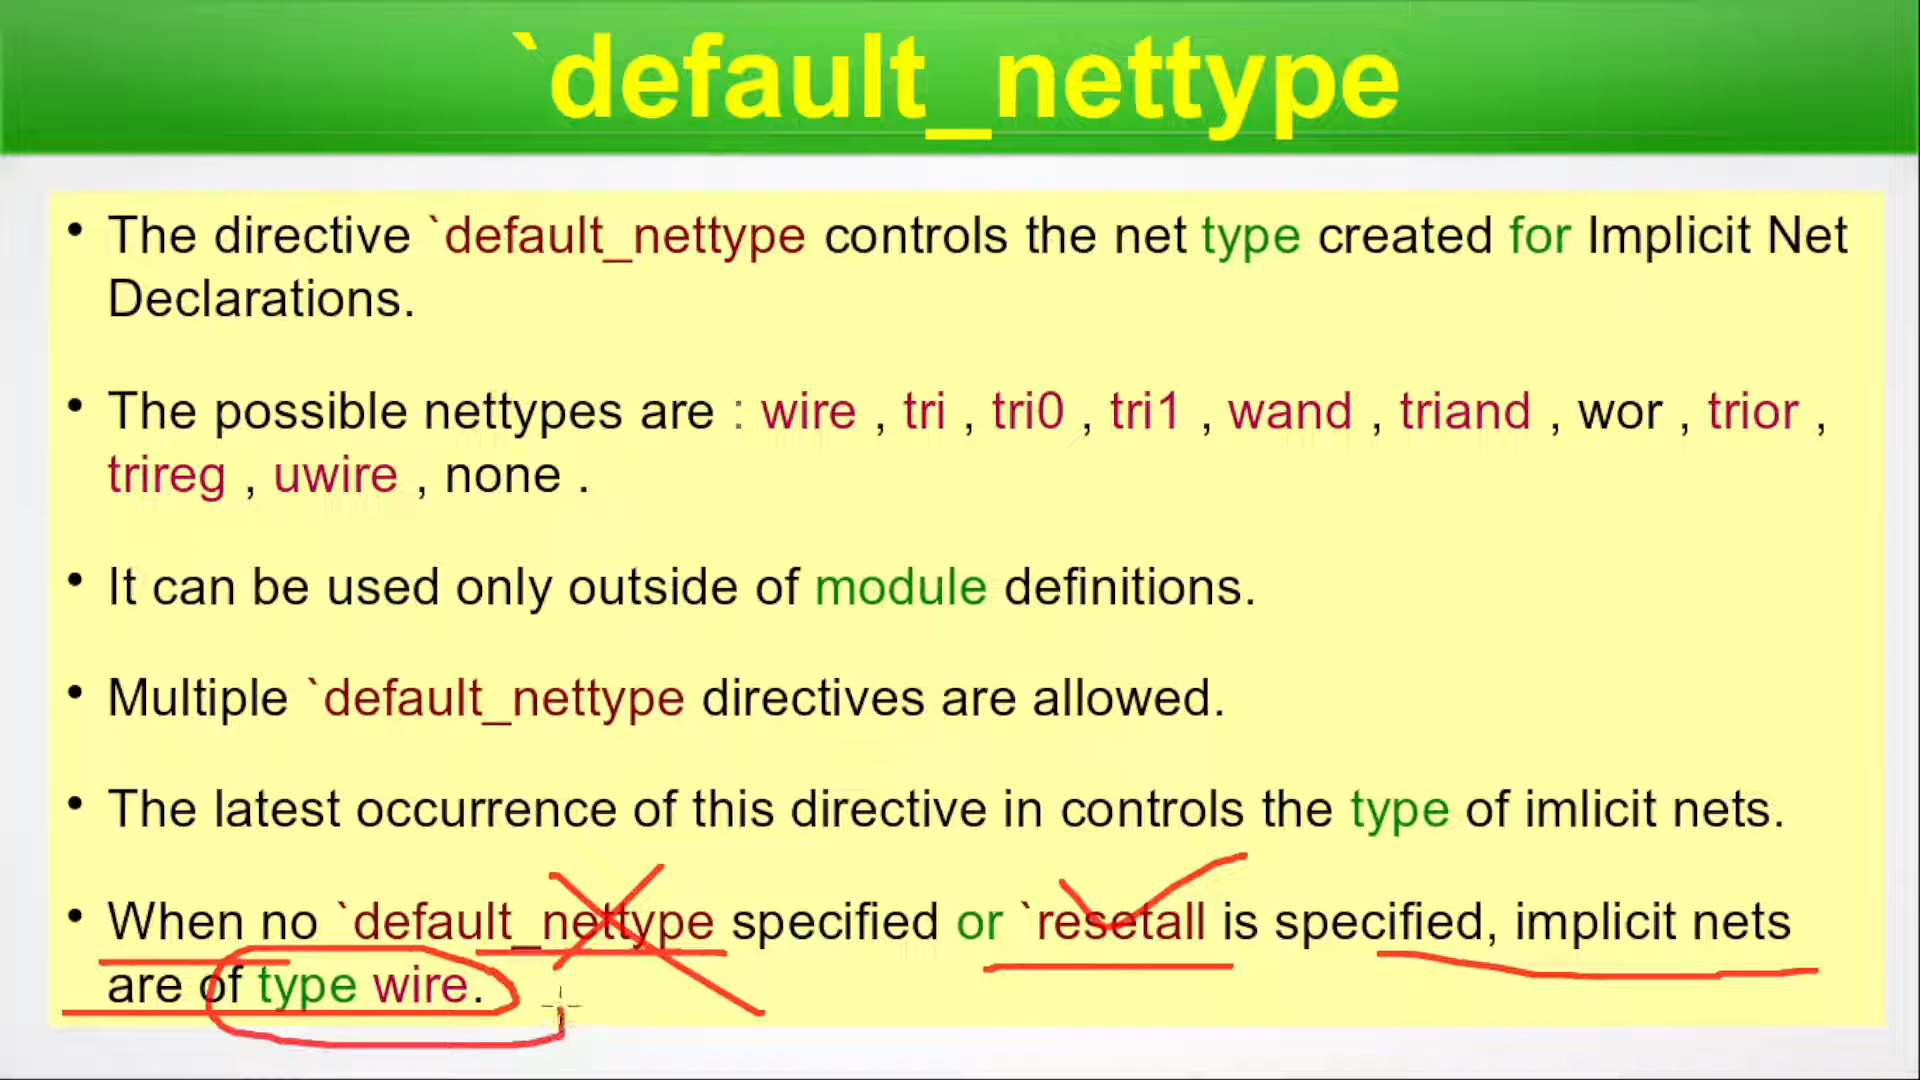 `default_nettype
• The directive `default_nettype controls the net type created for Implicit Net
Declarations.
• The possible nettypes are : wire , tri , tri0 , tri1 , wand , triand , wor , trior ,
trireg , uwire , none .
• It can be used only outside of module definitions.
• Multiple `default_nettype directives are allowed.
• The latest occurrence of this directive in controls the type of imlicit nets.
• When no `default_nettype specified or `resetall is specified, implicit nets
are of type wire.